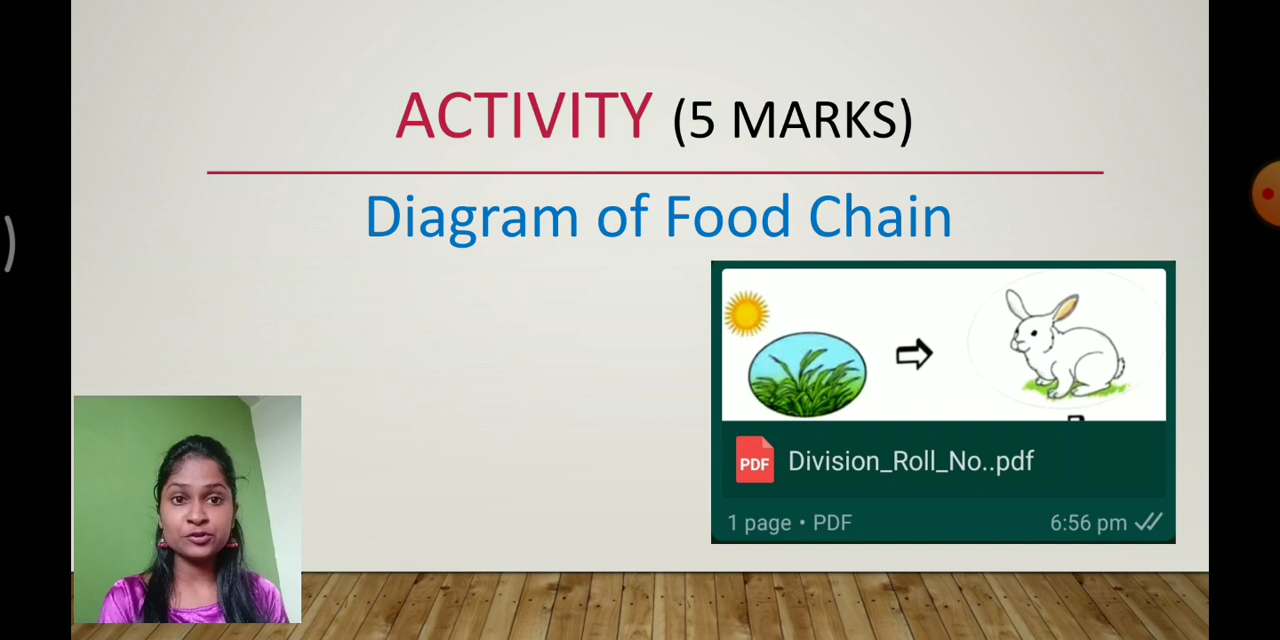 ACTIVITY (5 MARKS)
Diagram of Food Chain
PDF Division_Roll_No..pdf
1 page • PDF 6:56 pm